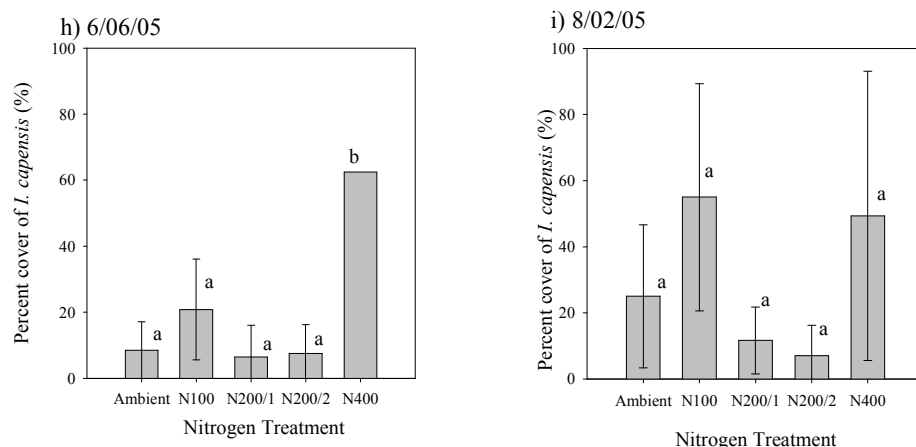 h) 6/06/05
Percent cover of I. capensis (%)
100
80
60
40
20
0
a
a
a
a
b
Ambient N100 N200/1 N200/2 N400
Nitrogen Treatment
i) 8/02/05
Percent cover of I. capensis (%)
100
80
60
40
20
0
a
a
a
a
a
Ambient N100 N200/1 N200/2 N400
Nitrogen Treatment